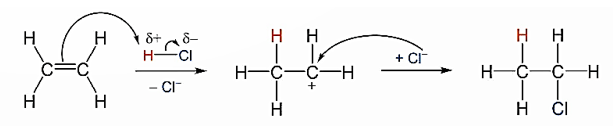 H H δ+ δ− H H H H
H Cl + Cl⁻
C C H C C H H C C H
− Cl⁻ +
H H H H Cl